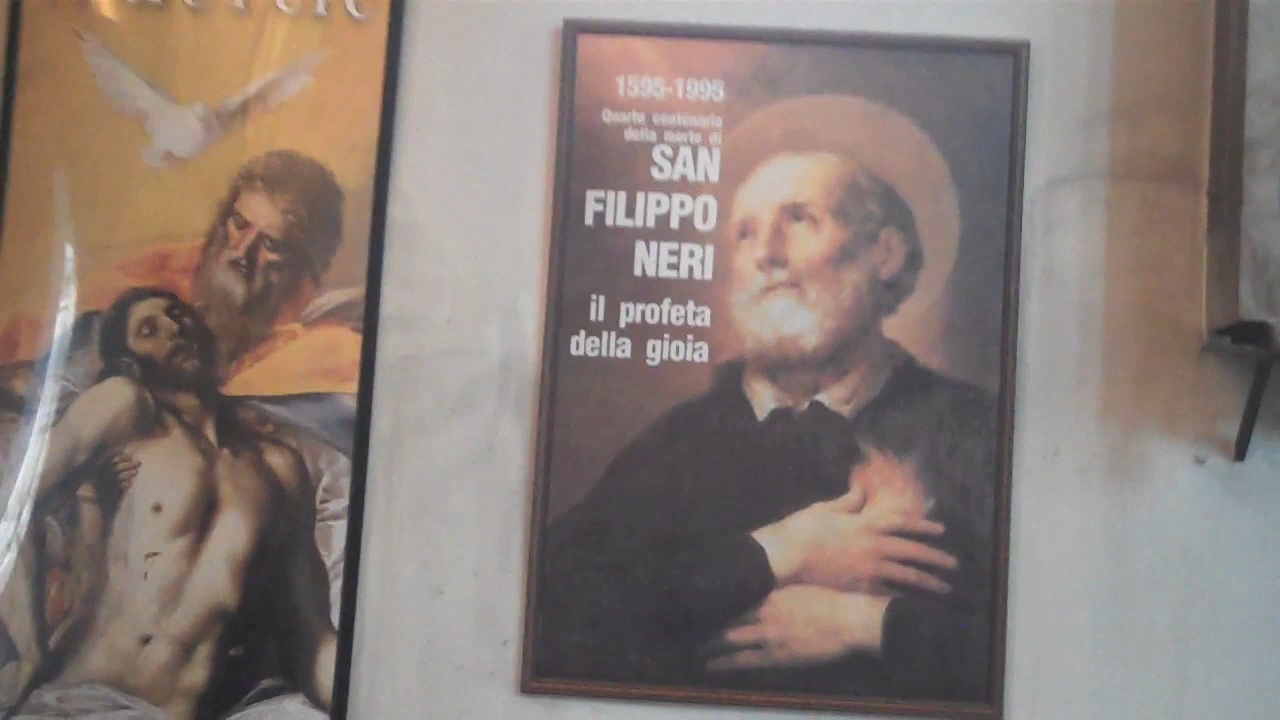 1595-1995
Quarto centenario
della morte di
SAN
FILIPPO
NERI
il profeta
della gioia